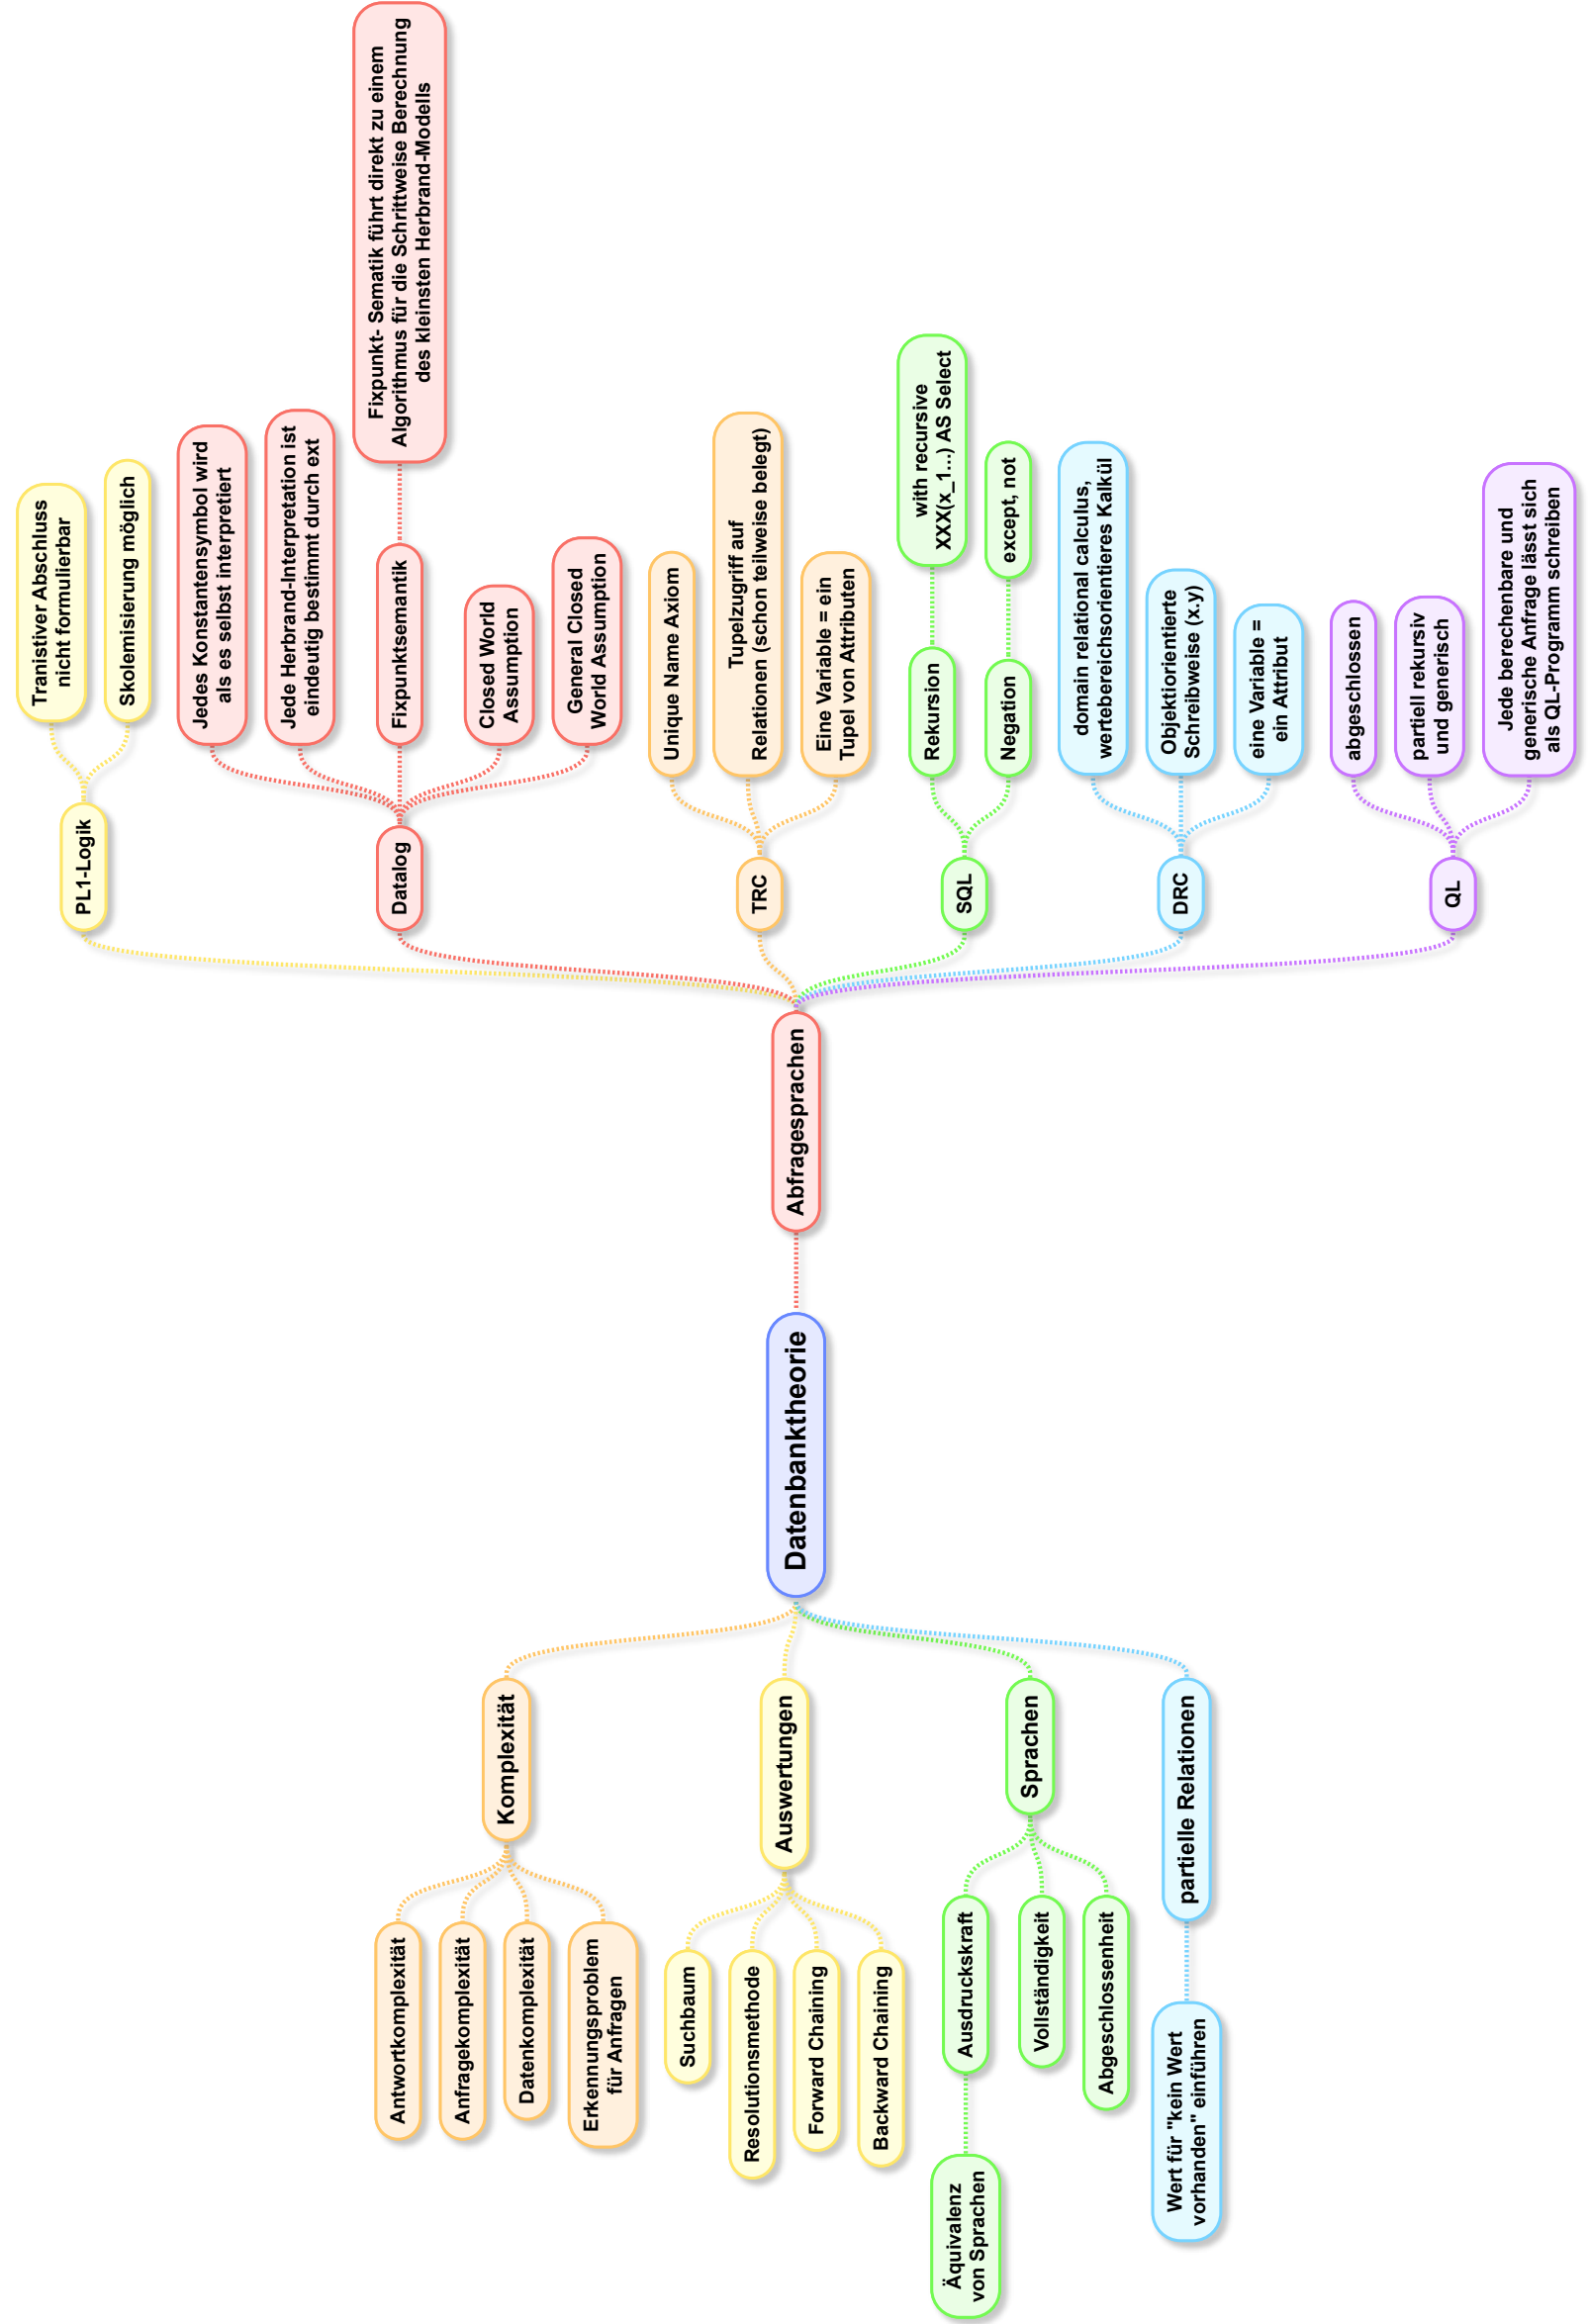 Datenbanktheorie
Abfragesprachen
PL1-Logik
Tranistiver Abschluss
nicht formulierbar
Skolemisierung möglich
Datalog
Jedes Konstantensymbol wird
als es selbst interpretiert
Jede Herbrand-Interpretation ist
eindeutig bestimmt durch ext
Fixpunktsemantik
Fixpunkt- Sematik führt direkt zu einem
Algorithmus für die Schrittweise Berechnung
des kleinsten Herbrand-Modells
Closed World
Assumption
General Closed
World Assumption
TRC
Unique Name Axiom
Tupelzugriff auf
Relationen (schon teilweise belegt)
Eine Variable = ein
Tupel von Attributen
SQL
Rekursion
with recursive
XXX(x_1...) AS Select
Negation
except, not
DRC
domain relational calculus,
wertebereichsorientieres Kalkül
Objektiorientierte
Schreibweise (x.y)
eine Variable =
ein Attribut
QL
abgeschlossen
partiell rekursiv
und generisch
Jede berechenbare und
generische Anfrage lässt sich
als QL-Programm schreiben
Komplexität
Antwortkomplexität
Anfragekomplexität
Datenkomplexität
Erkennungsproblem
für Anfragen
Auswertungen
Suchbaum
Resolutionsmethode
Forward Chaining
Backward Chaining
Sprachen
Ausdruckskraft
Äquivalenz
von Sprachen
Vollständigkeit
Abgeschlossenheit
partielle Relationen
Wert für "kein Wert
vorhanden" einführen